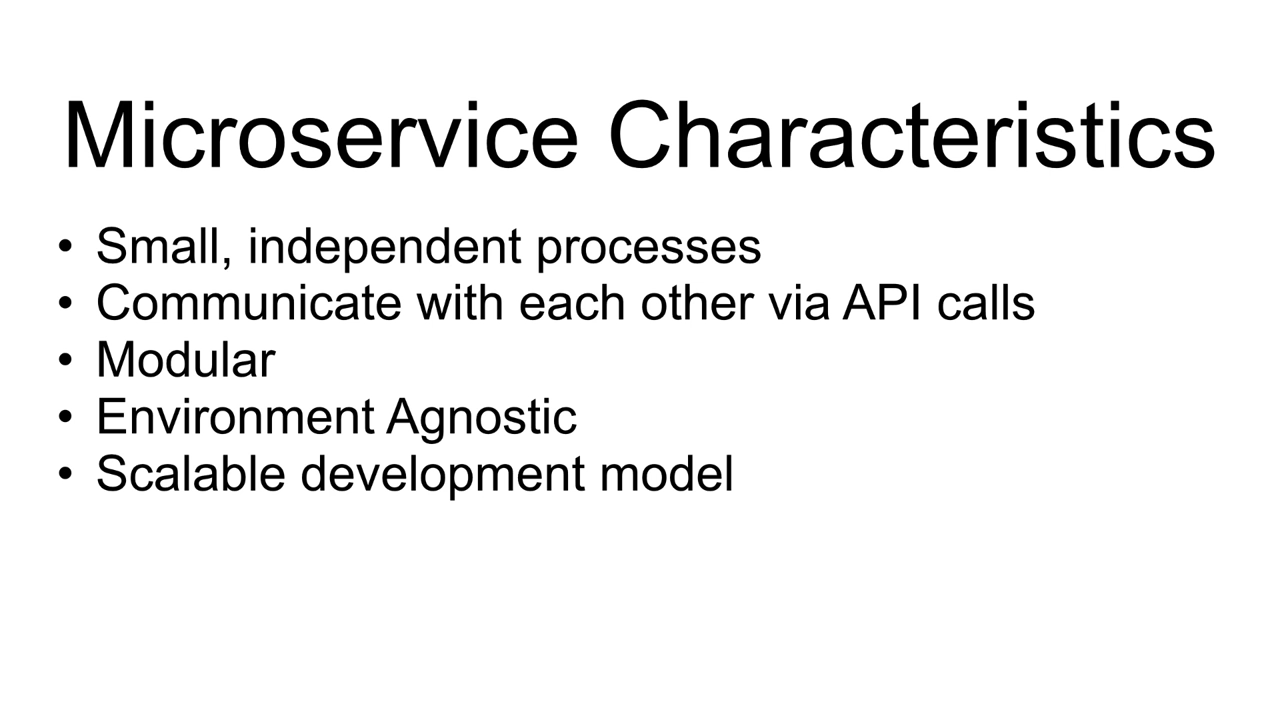 Microservice Characteristics
• Small, independent processes
• Communicate with each other via API calls
• Modular
• Environment Agnostic
• Scalable development model